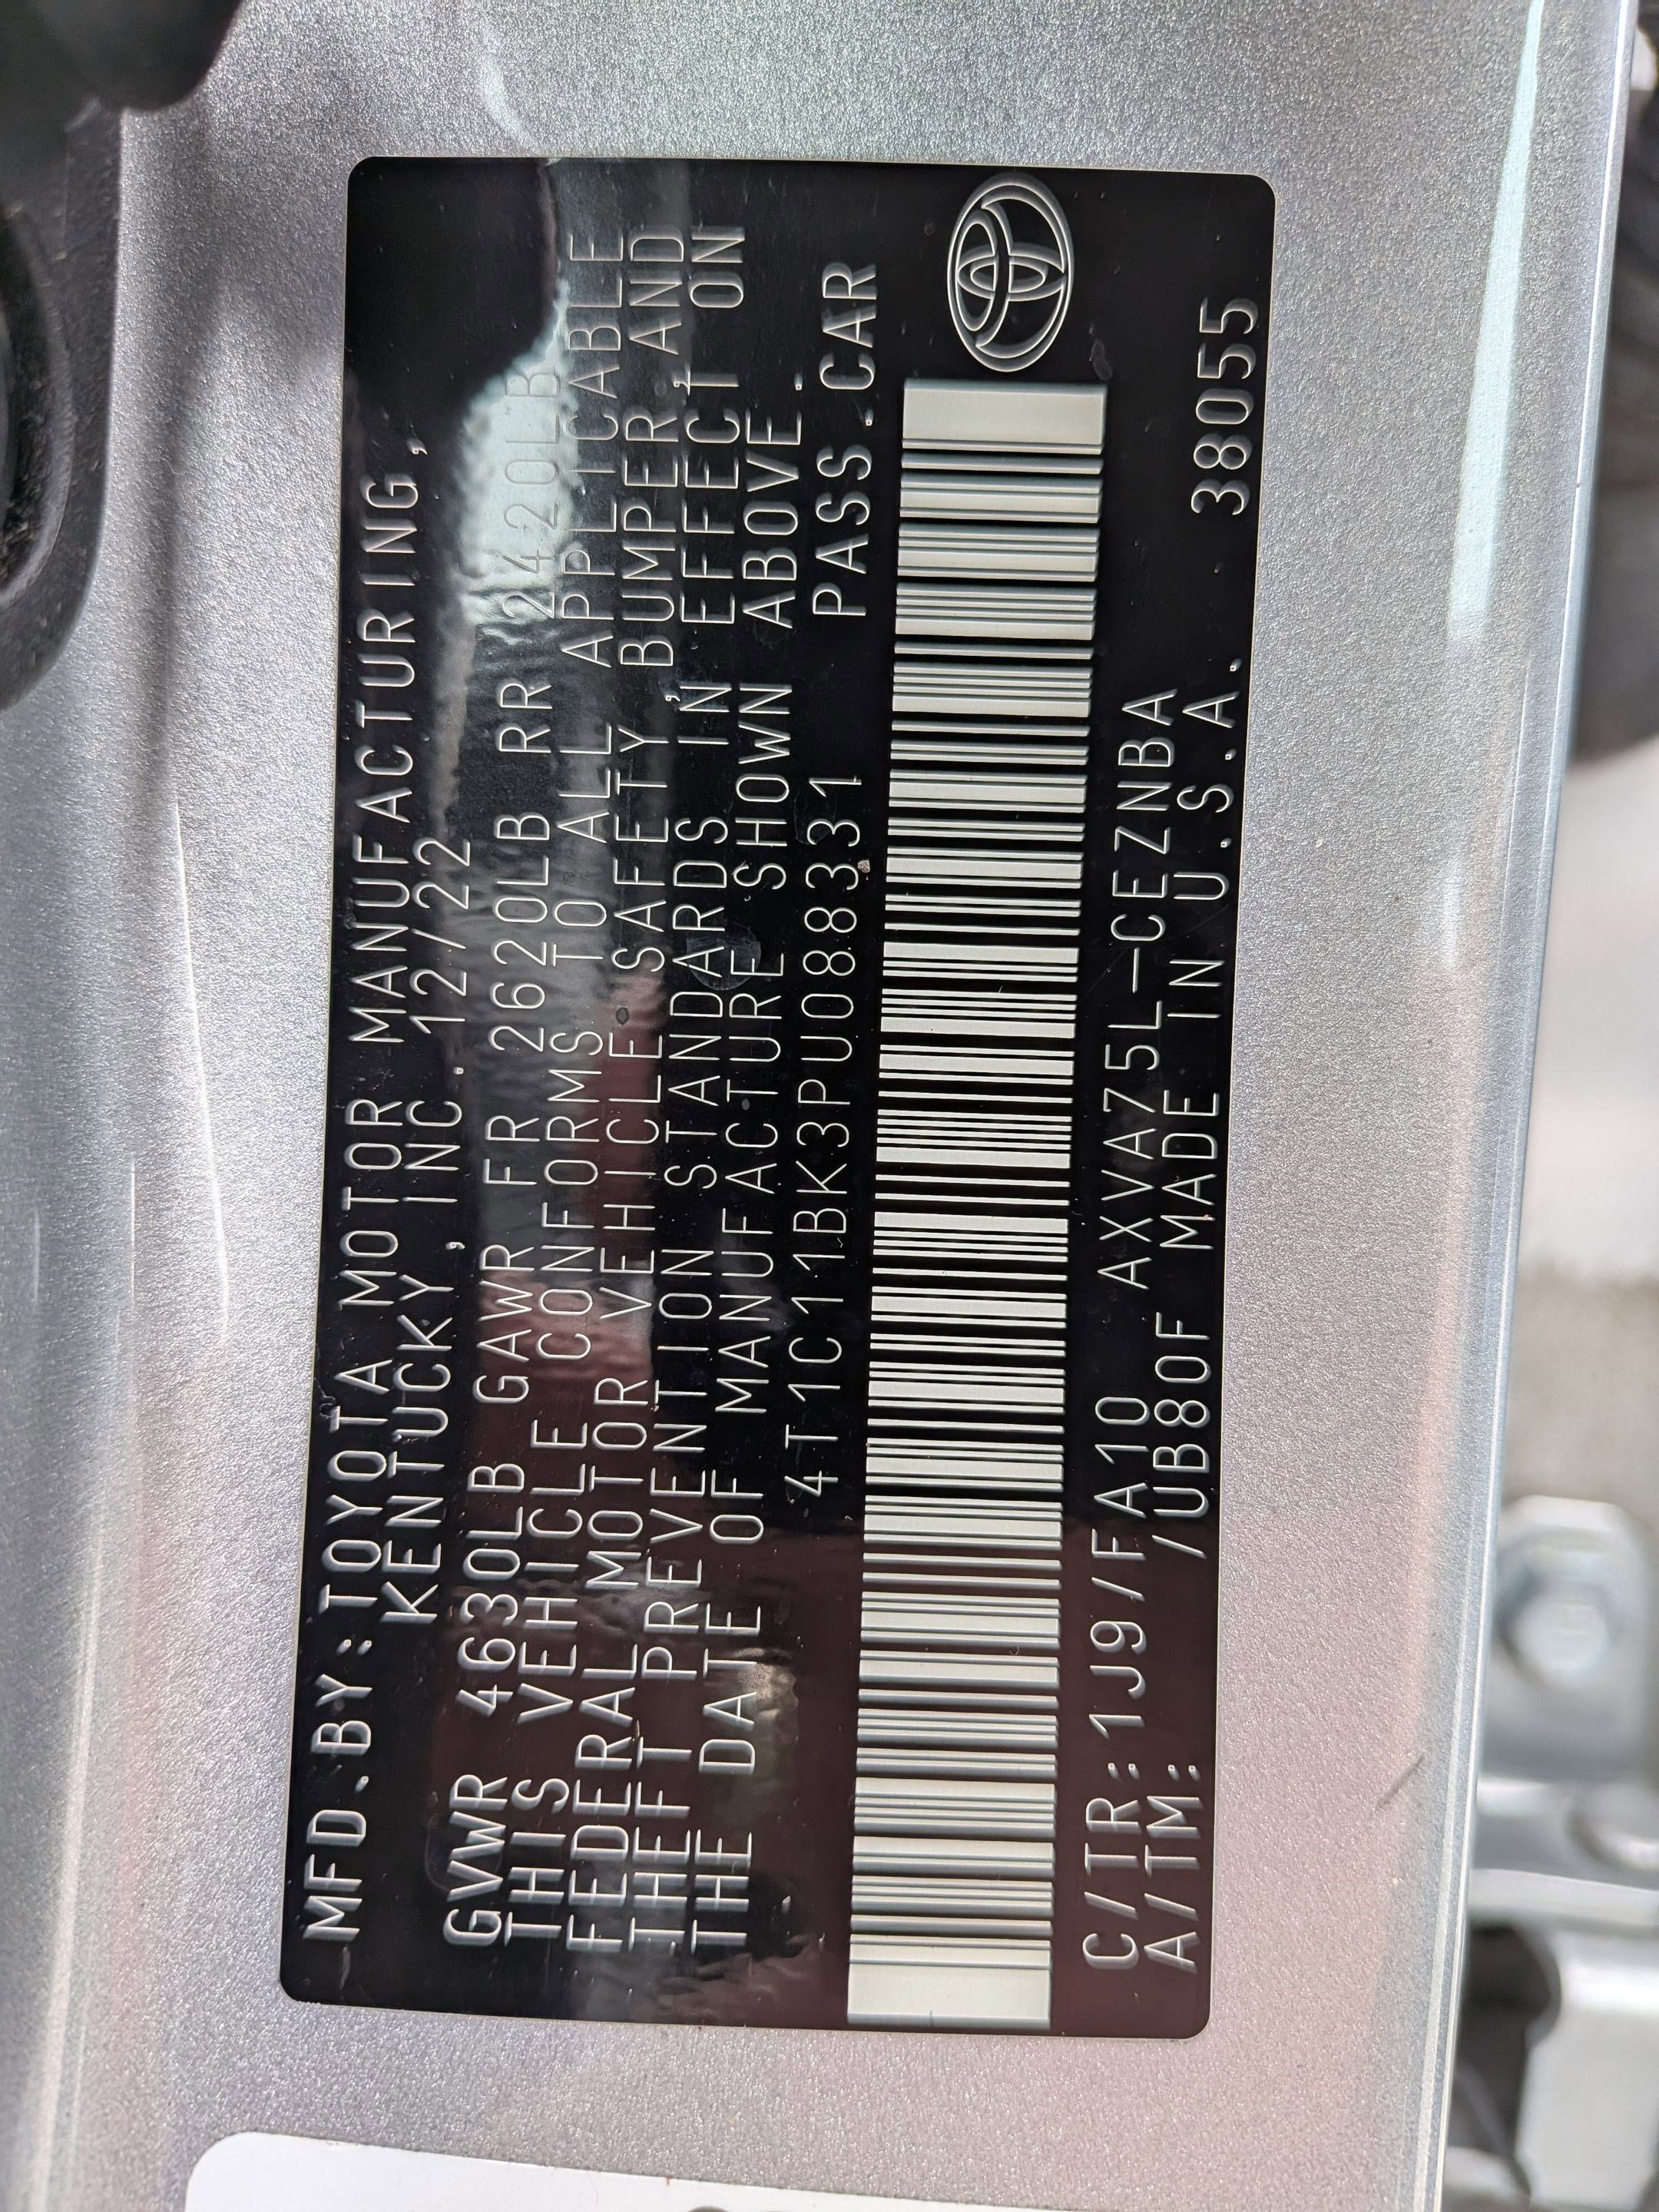 MFD.BY:TOYOTA MOTOR MANUFACTURING,
KENTUCKY, INC. 12/22
GVWR 4630LB GAWR FR 2620LB RR 2420LB
THIS VEHICLE CONFORMS TO ALL APPLICABLE
FEDERAL MOTOR VEHICLE SAFETY, BUMPER, AND
THEFT PREVENTION STANDARDS IN EFFECT ON
THE DATE OF MANUFACTURE SHOWN ABOVE.
4T1C11BK3PU088331 PASS.CAR
C/TR:1J9/FA10 AXVA75L-CEZNBA
A/TM: /UB80F MADE IN U.S.A. 38055